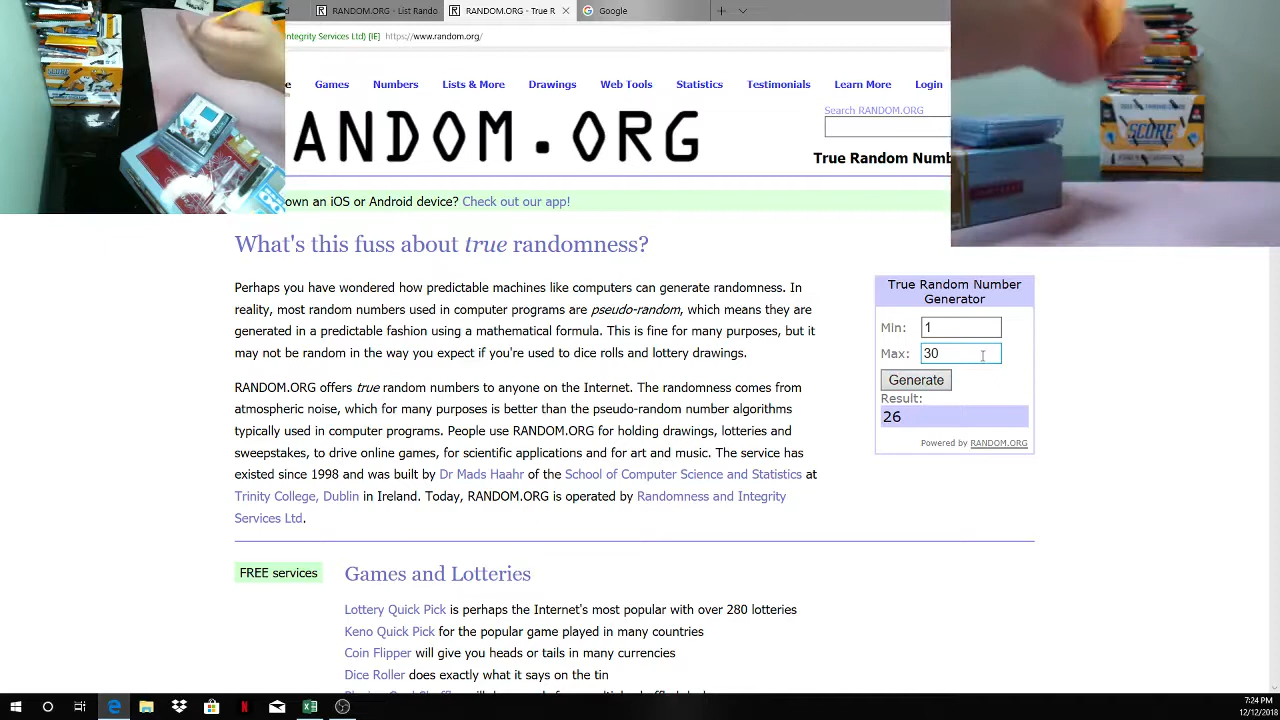 RANDOM.ORG - List Rando
RANDOM.ORG - True R
Google
Integrity Services Ltd) [IE] https://www.random.org/
Games Numbers Lists & More Drawings Web Tools Statistics Testimonials Learn More Login
ANDOM.ORG
Search RANDOM.ORG
True Random Numb
own an iOS or Android device? Check out our app!
What's this fuss about true randomness?
Perhaps you have wondered how predictable machines like computers can generate randomness. In
reality, most random numbers used in computer programs are pseudo-random, which means they are
generated in a predictable fashion using a mathematical formula. This is fine for many purposes, but it
may not be random in the way you expect if you're used to dice rolls and lottery drawings.
RANDOM.ORG offers true random numbers to anyone on the Internet. The randomness comes from
atmospheric noise, which for many purposes is better than the pseudo-random number algorithms
typically used in computer programs. People use RANDOM.ORG for holding drawings, lotteries and
sweepstakes, to drive online games, for scientific applications and for art and music. The service has
existed since 1998 and was built by Dr Mads Haahr of the School of Computer Science and Statistics at
Trinity College, Dublin in Ireland. Today, RANDOM.ORG is operated by Randomness and Integrity
Services Ltd.
True Random Number
Generator
Min: 1
Max: 30
Generate
Result:
26
Powered by RANDOM.ORG
FREE services
Games and Lotteries
Lottery Quick Pick is perhaps the Internet's most popular with over 280 lotteries
Keno Quick Pick for the popular game played in many countries
Coin Flipper will give you heads or tails in many currencies
Dice Roller does exactly what it says on the tin
SCORE
SCORE
7:24 PM
12/12/2018